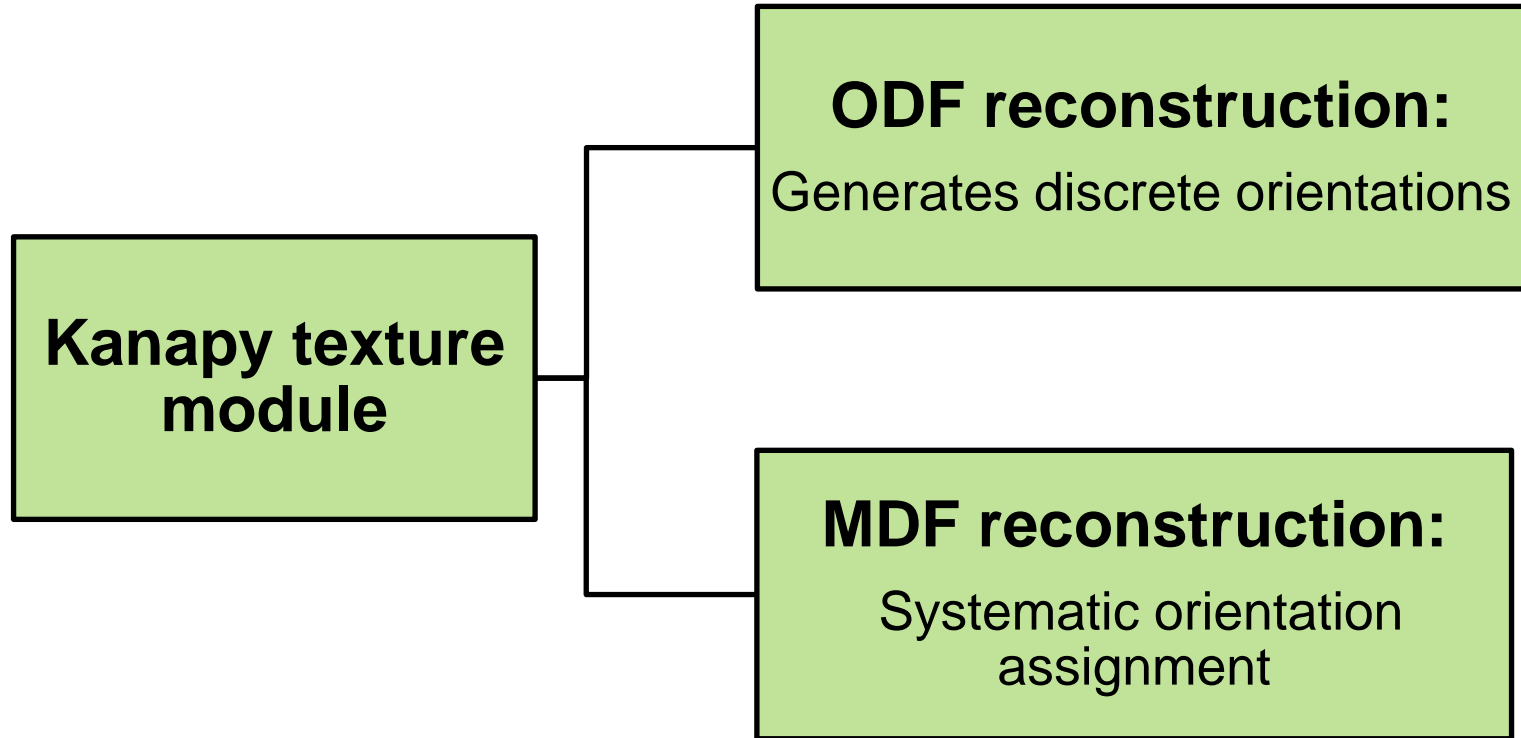 Kanapy texture
module
ODF reconstruction:
Generates discrete orientations
MDF reconstruction:
Systematic orientation
assignment